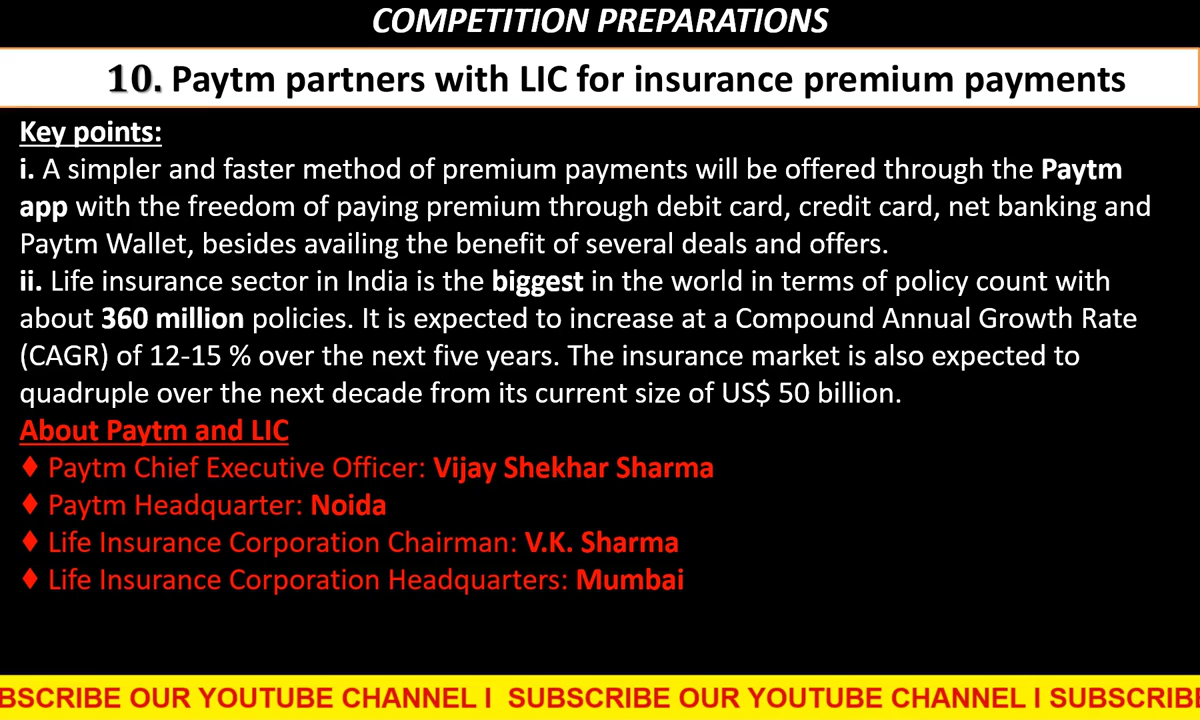 COMPETITION PREPARATIONS
10. Paytm partners with LIC for insurance premium payments
Key points:
i. A simpler and faster method of premium payments will be offered through the Paytm
app with the freedom of paying premium through debit card, credit card, net banking and
Paytm Wallet, besides availing the benefit of several deals and offers.
ii. Life insurance sector in India is the biggest in the world in terms of policy count with
about 360 million policies. It is expected to increase at a Compound Annual Growth Rate
(CAGR) of 12-15 % over the next five years. The insurance market is also expected to
quadruple over the next decade from its current size of US$ 50 billion.
About Paytm and LIC
♦ Paytm Chief Executive Officer: Vijay Shekhar Sharma
♦ Paytm Headquarter: Noida
♦ Life Insurance Corporation Chairman: V.K. Sharma
♦ Life Insurance Corporation Headquarters: Mumbai
BSCRIBE OUR YOUTUBE CHANNEL I SUBSCRIBE OUR YOUTUBE CHANNEL I SUBSCRIBE